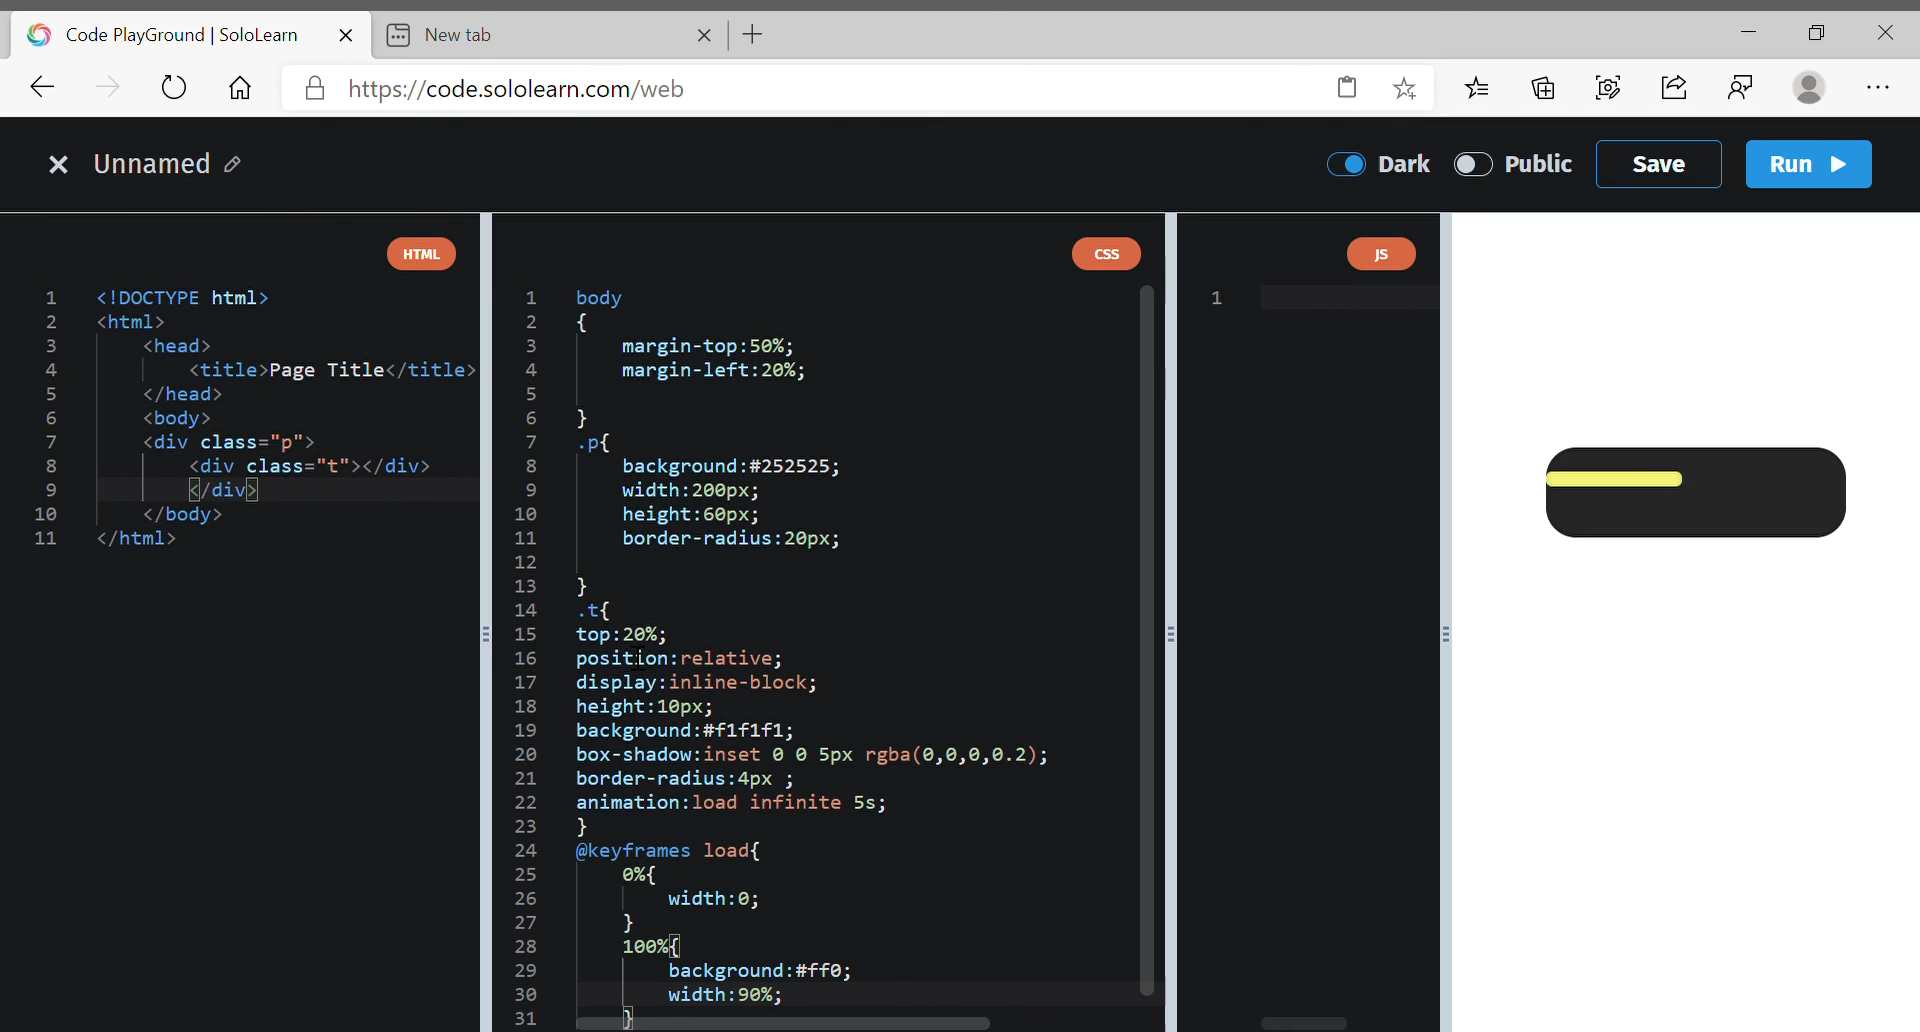 Code PlayGround | SoloLearn
New tab
https://code.sololearn.com/web
Unnamed
Dark
Public
Save
Run
HTML
1 <!DOCTYPE html>
2 <html>
3 <head>
4 <title>Page Title</title>
5 </head>
6 <body>
7 <div class="p">
8 <div class="t"></div>
9 </div>
10 </body>
11 </html>
CSS
1 body
2 {
3 margin-top:50%;
4 margin-left:20%;
5
6 }
7 .p{
8 background:#252525;
9 width:200px;
10 height:60px;
11 border-radius:20px;
12
13 }
14 .t{
15 top:20%;
16 position:relative;
17 display:inline-block;
18 height:10px;
19 background:#f1f1f1;
20 box-shadow:inset 0 0 5px rgba(0,0,0,0.2);
21 border-radius:4px ;
22 animation:load infinite 5s;
23 }
24 @keyframes load{
25 0%{
26 width:0;
27 }
28 100%{
29 background:#ff0;
30 width:90%;
31 }
JS
1